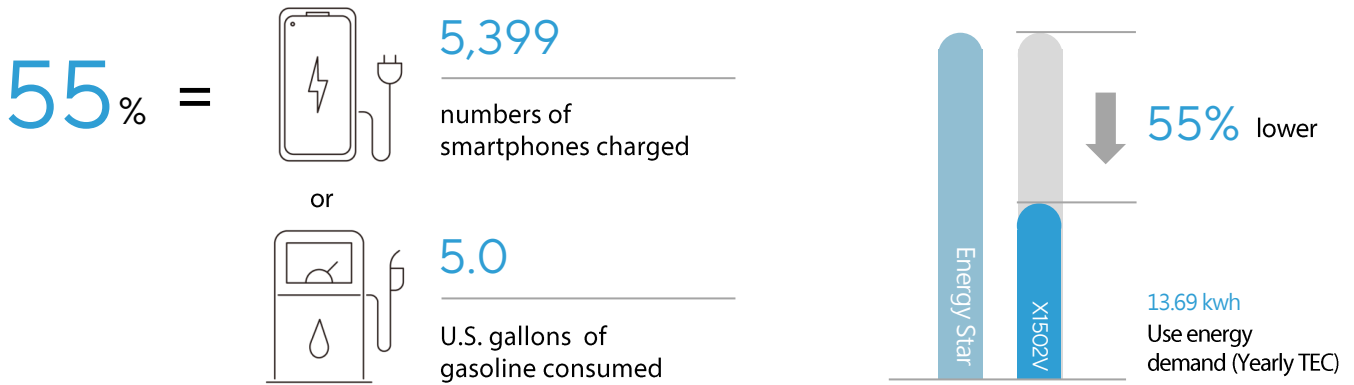 55% =
5,399
numbers of
smartphones charged
or
5.0
U.S. gallons of
gasoline consumed
Energy Star
X1502V
55% lower
13.69 kwh
Use energy
demand (Yearly TEC)